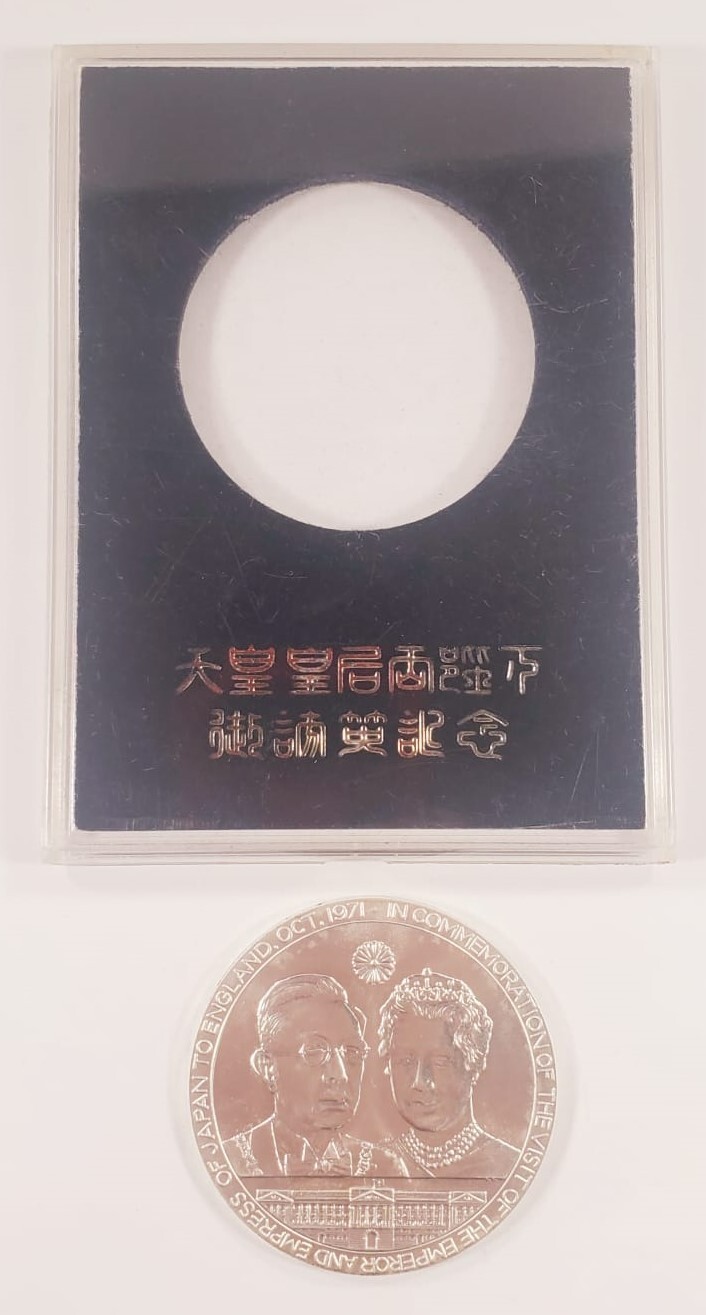 天皇皇后両陛下
御訪英記念
IN COMMEMORATION OF THE VISIT OF THE EMPEROR AND EMPRESS OF JAPAN TO ENGLAND, OCT. 1971